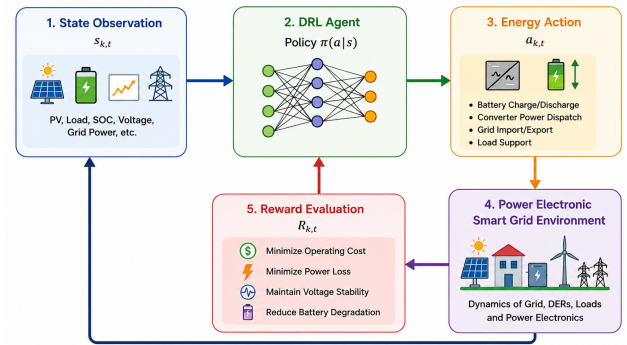 1. State Observation
s_{k,t}
PV, Load, SOC, Voltage,
Grid Power, etc.
2. DRL Agent
Policy π(a|s)
3. Energy Action
a_{k,t}
• Battery Charge/Discharge
• Converter Power Dispatch
• Grid Import/Export
• Load Support
5. Reward Evaluation
R_{k,t}
$
Minimize Operating Cost
Minimize Power Loss
Maintain Voltage Stability
Reduce Battery Degradation
4. Power Electronic
Smart Grid Environment
Dynamics of Grid, DERs, Loads
and Power Electronics